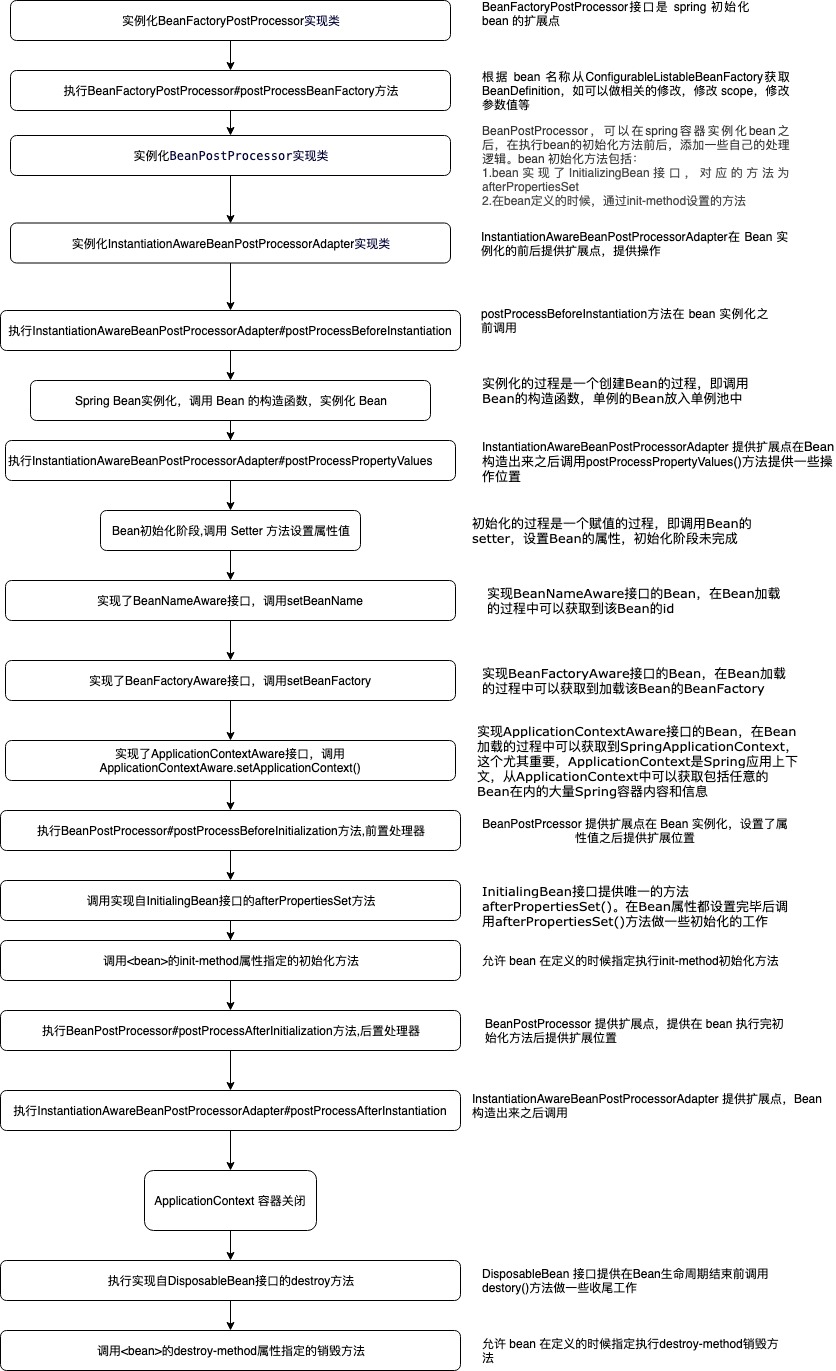 实例化BeanFactoryPostProcessor实现类
BeanFactoryPostProcessor接口是 spring 初始化
bean 的扩展点
执行BeanFactoryPostProcessor#postProcessBeanFactory方法
根据 bean 名称从ConfigurableListableBeanFactory获取
BeanDefinition，如可以做相关的修改，修改 scope，修改
参数值等
实例化BeanPostProcessor实现类
BeanPostProcessor，可以在spring容器实例化bean之
后，在执行bean的初始化方法前后，添加一些自己的处理
逻辑。bean 初始化方法包括：
1.bean 实现了InitializingBean接口，对应的方法为
afterPropertiesSet
2.在bean定义的时候，通过init-method设置的方法
实例化InstantiationAwareBeanPostProcessorAdapter实现类
InstantiationAwareBeanPostProcessorAdapter在 Bean 实
例化的前后提供扩展点，提供操作
执行InstantiationAwareBeanPostProcessorAdapter#postProcessBeforeInstantiation
postProcessBeforeInstantiation方法在 bean 实例化之
前调用
Spring Bean实例化，调用 Bean 的构造函数，实例化 Bean
实例化的过程是一个创建Bean的过程，即调用
Bean的构造函数，单例的Bean放入单例池中
执行InstantiationAwareBeanPostProcessorAdapter#postProcessPropertyValues
InstantiationAwareBeanPostProcessorAdapter 提供扩展点在Bean
构造出来之后调用postProcessPropertyValues()方法提供一些操
作位置
Bean初始化阶段,调用 Setter 方法设置属性值
初始化的过程是一个赋值的过程，即调用Bean的
setter，设置Bean的属性，初始化阶段未完成
实现了BeanNameAware接口，调用setBeanName
实现BeanNameAware接口的Bean，在Bean加载
的过程中可以获取到该Bean的id
实现了BeanFactoryAware接口，调用setBeanFactory
实现BeanFactoryAware接口的Bean，在Bean加载
的过程中可以获取到加载该Bean的BeanFactory
实现了ApplicationContextAware接口，调用
ApplicationContextAware.setApplicationContext()
实现ApplicationContextAware接口的Bean，在Bean
加载的过程中可以获取到SpringApplicationContext，
这个尤其重要，ApplicationContext是Spring应用上下
文，从ApplicationContext中可以获取包括任意的
Bean在内的大量Spring容器内容和信息
执行BeanPostProcessor#postProcessBeforeInitialization方法,前置处理器
BeanPostPrcessor 提供扩展点在 Bean 实例化，设置了属
性值之后提供扩展位置
调用实现自InitialingBean接口的afterPropertiesSet方法
InitialingBean接口提供唯一的方法
afterPropertiesSet()。在Bean属性都设置完毕后调
用afterPropertiesSet()方法做一些初始化的工作
调用<bean>的init-method属性指定的初始化方法
允许 bean 在定义的时候指定执行init-method初始化方法
执行BeanPostProcessor#postProcessAfterInitialization方法,后置处理器
BeanPostProcessor 提供扩展点，提供在 bean 执行完初
始化方法后提供扩展位置
执行InstantiationAwareBeanPostProcessorAdapter#postProcessAfterInstantiation
InstantiationAwareBeanPostProcessorAdapter 提供扩展点，Bean
构造出来之后调用
ApplicationContext 容器关闭
执行实现自DisposableBean接口的destroy方法
DisposableBean 接口提供在Bean生命周期结束前调用
destory()方法做一些收尾工作
调用<bean>的destroy-method属性指定的销毁方法
允许 bean 在定义的时候指定执行destroy-method销毁方
法